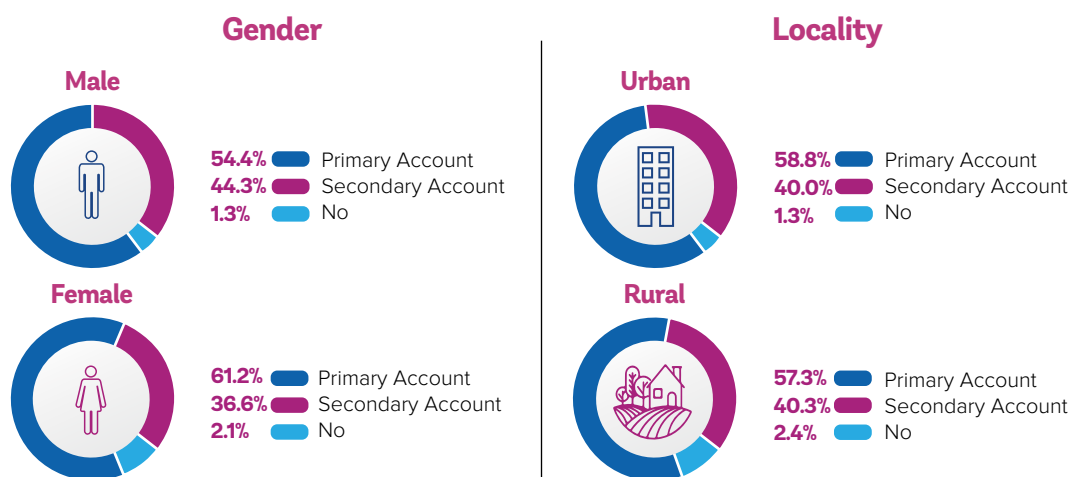 Gender
Male
54.4% Primary Account
44.3% Secondary Account
1.3% No
Female
61.2% Primary Account
36.6% Secondary Account
2.1% No
Locality
Urban
58.8% Primary Account
40.0% Secondary Account
1.3% No
Rural
57.3% Primary Account
40.3% Secondary Account
2.4% No